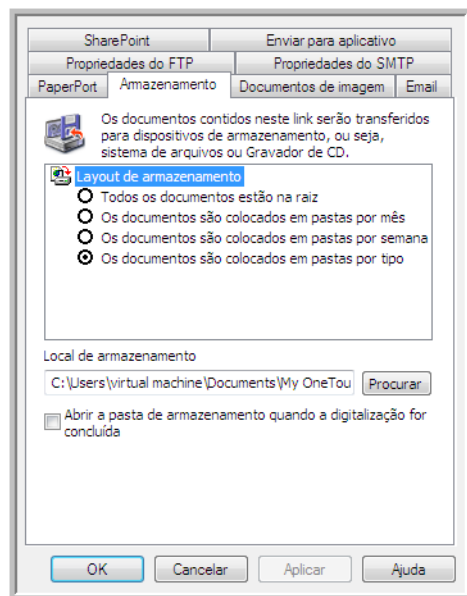 SharePoint
Enviar para aplicativo
Propriedades do FTP
Propriedades do SMTP
PaperPort
Armazenamento
Documentos de imagem
Email
Os documentos contidos neste link serão transferidos
para dispositivos de armazenamento, ou seja,
sistema de arquivos ou Gravador de CD.
Layout de armazenamento
Todos os documentos estão na raiz
Os documentos são colocados em pastas por mês
Os documentos são colocados em pastas por semana
Os documentos são colocados em pastas por tipo
Local de armazenamento
C:\Users\virtual machine\Documents\My OneTou
Procurar
Abrir a pasta de armazenamento quando a digitalização for
concluída
OK
Cancelar
Aplicar
Ajuda